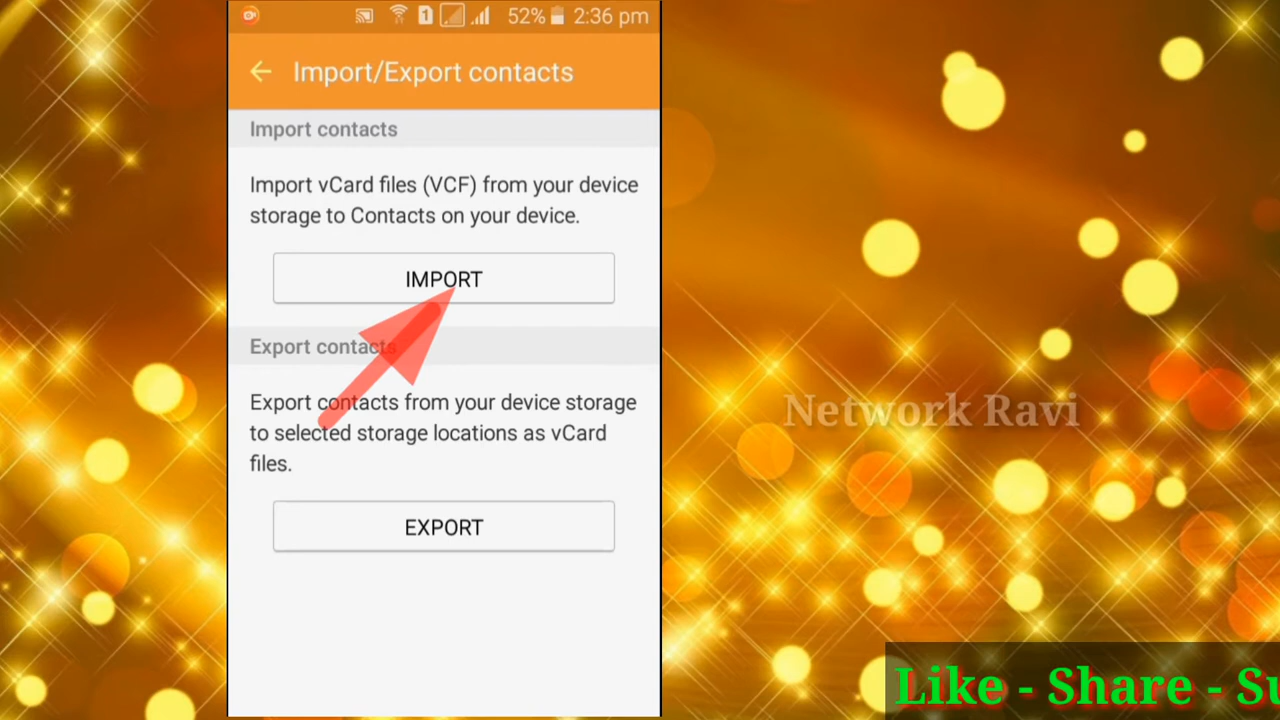 1 52% 2:36 pm
Import/Export contacts
Import contacts
Import vCard files (VCF) from your device
storage to Contacts on your device.
IMPORT
Export contacts
Export contacts from your device storage
to selected storage locations as vCard
files.
EXPORT
Network Ravi
Like - Share - Su